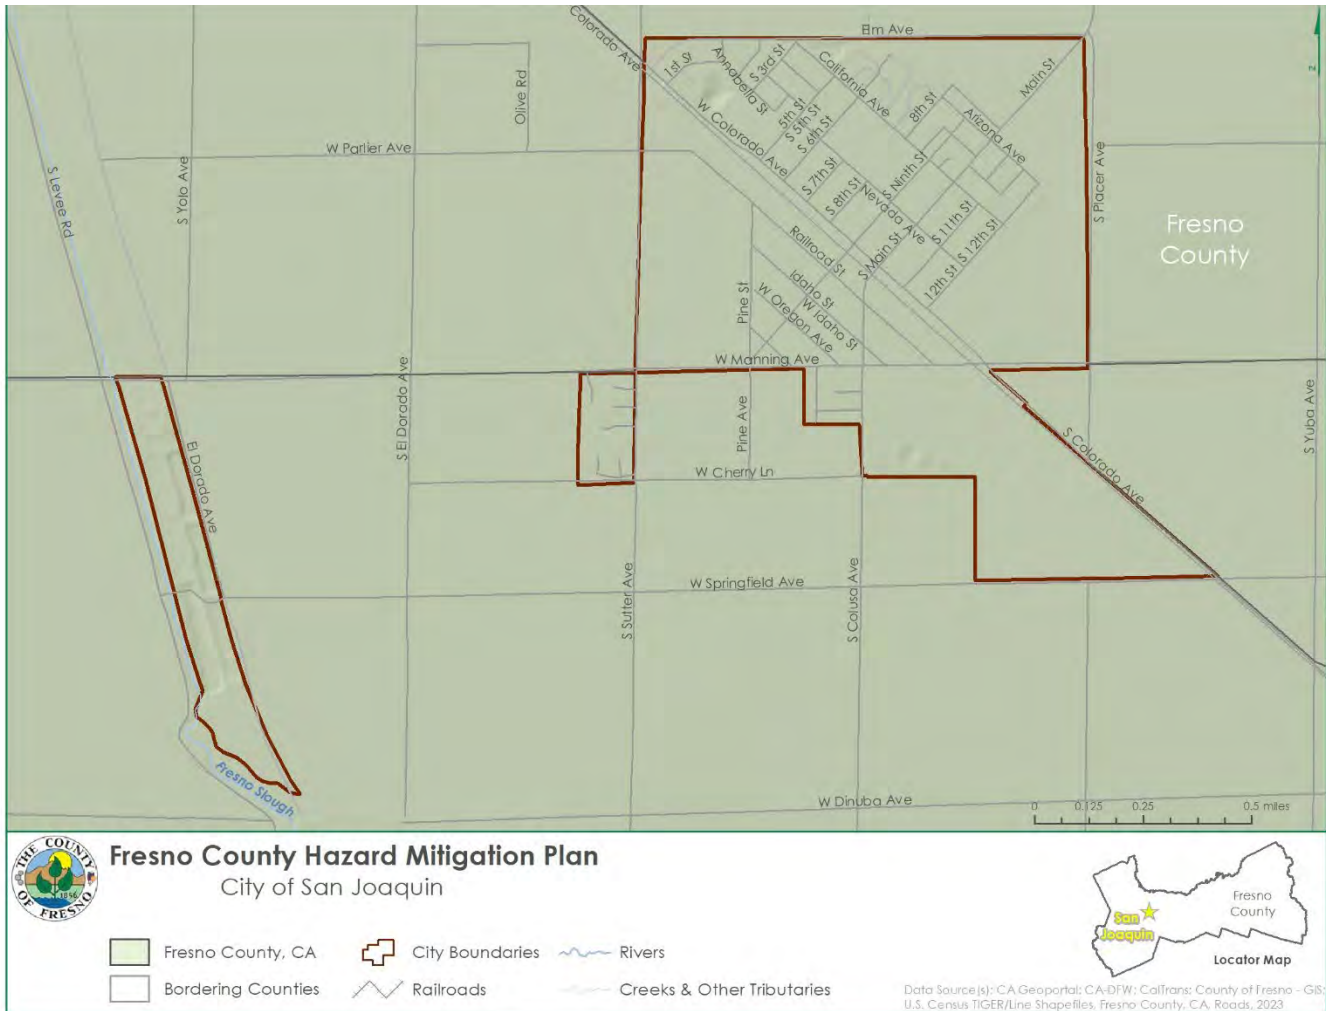 Colorado Ave
Elm Ave
1st St
Annabella St
S 3rd St
California Ave
Main St
Olive Rd
W Colorado Ave
5th St
S 5th St
S 6th St
8th St
Arizona Ave
W Parlier Ave
S Levee Rd
S Yolo Ave
S 7th St
S 8th St
Nevada Ave
S Ninth St
S Placer Ave
S 11th St
S 12th St
Fresno
County
Railroad St
S Main St
12th St
Idaho St
W Idaho St
W Oregon Ave
Pine St
W Manning Ave
S El Dorado Ave
El Dorado Ave
Pine Ave
W Cherry Ln
S Colorado Ave
S Yuba Ave
W Springfield Ave
S Sutter Ave
S Colusa Ave
Fresno Slough
W Dinuba Ave
0 0.125 0.25 0.5 miles
THE COUNTY
OF FRESNO
1856
Fresno County Hazard Mitigation Plan
City of San Joaquin
Fresno County, CA
City Boundaries
Rivers
Bordering Counties
Railroads
Creeks & Other Tributaries
Fresno
County
San
Joaquin
Locator Map
Data Source(s): CA Geoportal; CA-DFW; CalTrans; County of Fresno - GIS;
U.S. Census TIGER/Line Shapefiles, Fresno County, CA, Roads, 2023
z